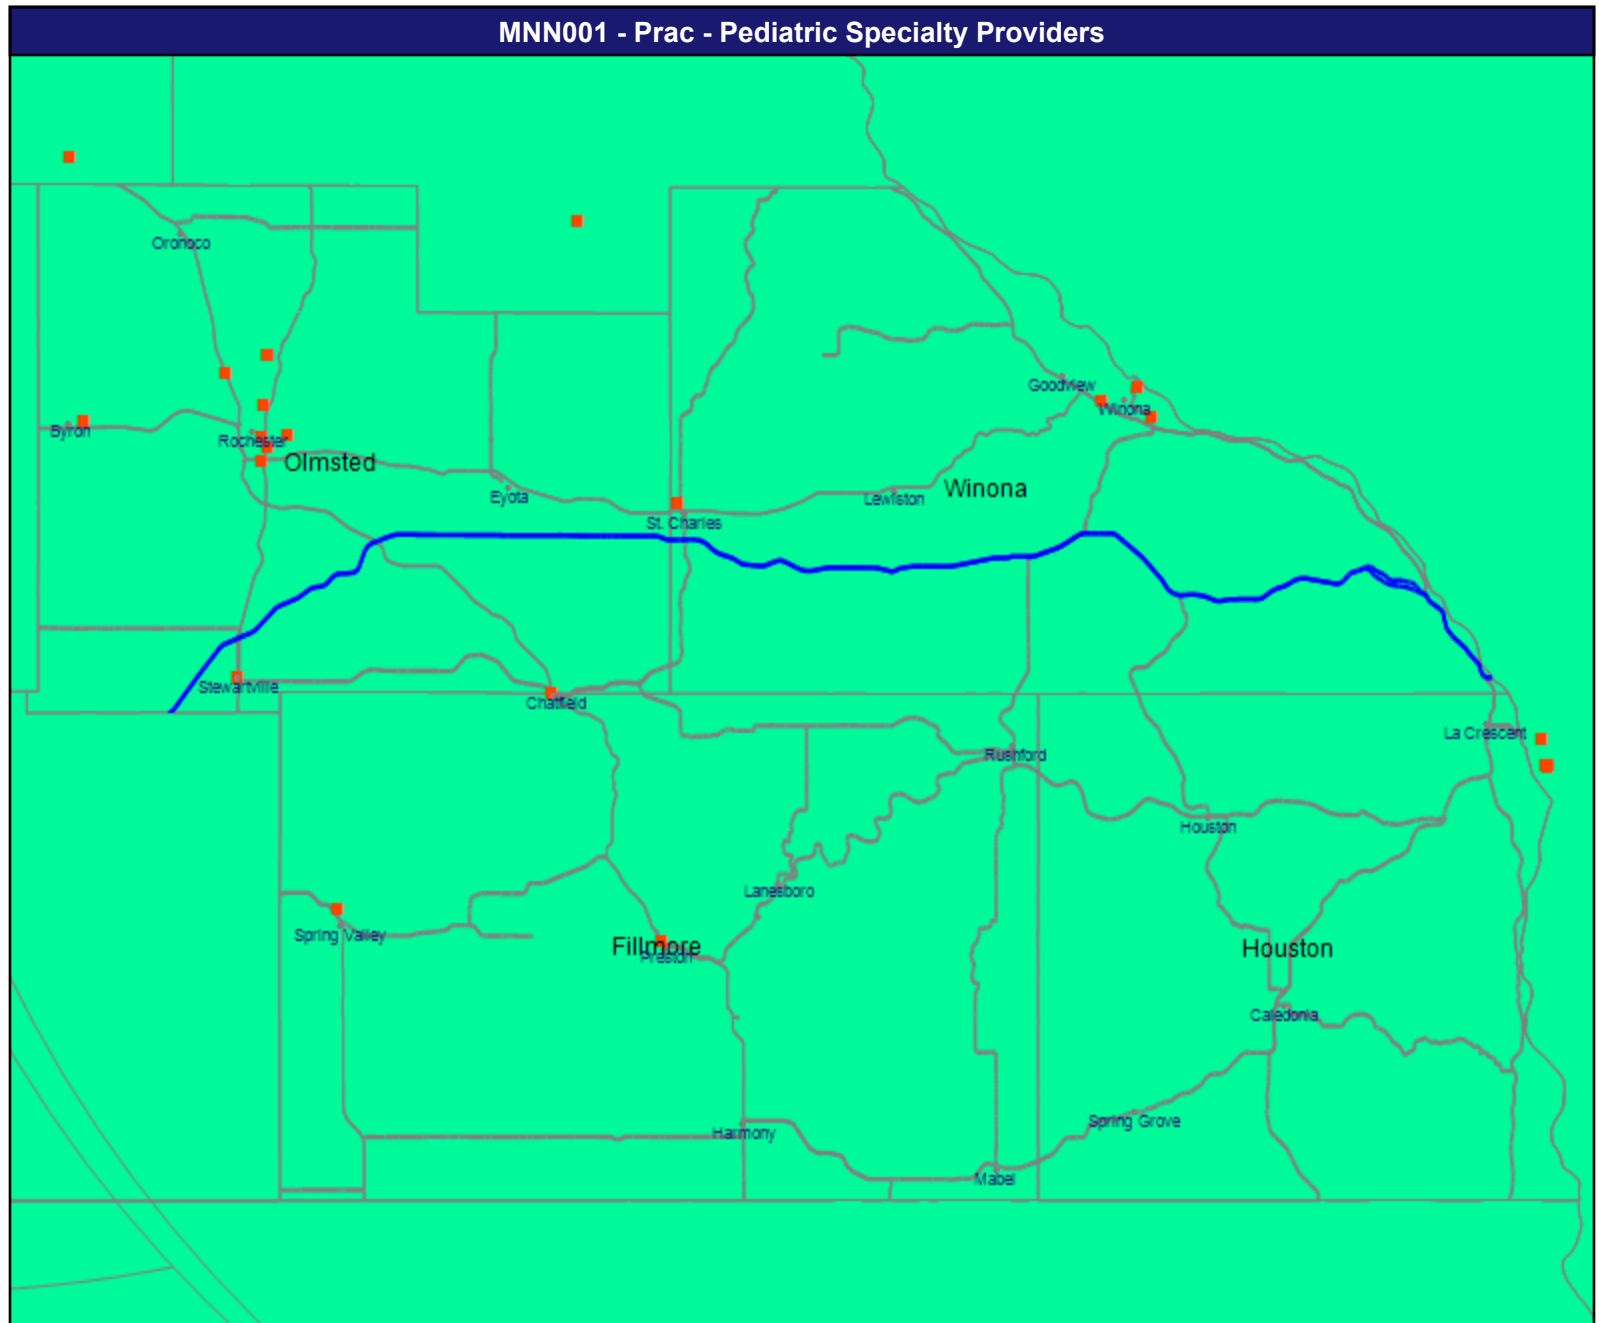 MNN001 - Prac - Pediatric Specialty Providers
Oronoco
Goodview
Winona
Byron
Rochester
Olmsted
Eyota
Lewiston
Winona
St. Charles
Stewartville
Chatfield
La Crescent
Rushford
Houston
Lanesboro
Spring Valley
Fillmore
Preston
Houston
Caledonia
Spring Grove
Harmony
Mabel